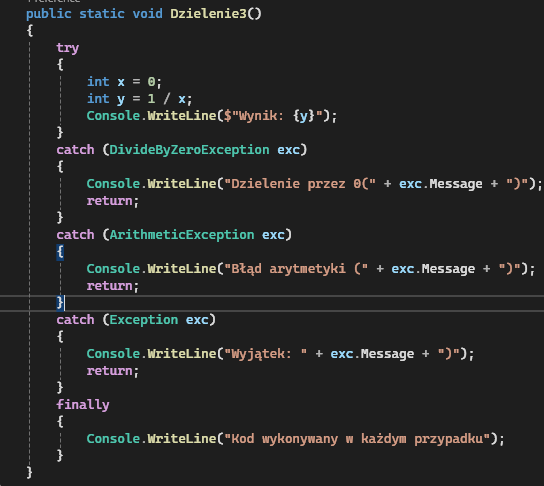 public static void Dzielenie3()
{
try
{
int x = 0;
int y = 1 / x;
Console.WriteLine($"Wynik: {y}");
}
catch (DivideByZeroException exc)
{
Console.WriteLine("Dzielenie przez 0(" + exc.Message + ")");
return;
}
catch (ArithmeticException exc)
{
Console.WriteLine("Błąd arytmetyki (" + exc.Message + ")");
return;
}
catch (Exception exc)
{
Console.WriteLine("Wyjątek: " + exc.Message + ")");
return;
}
finally
{
Console.WriteLine("Kod wykonywany w każdym przypadku");
}
}